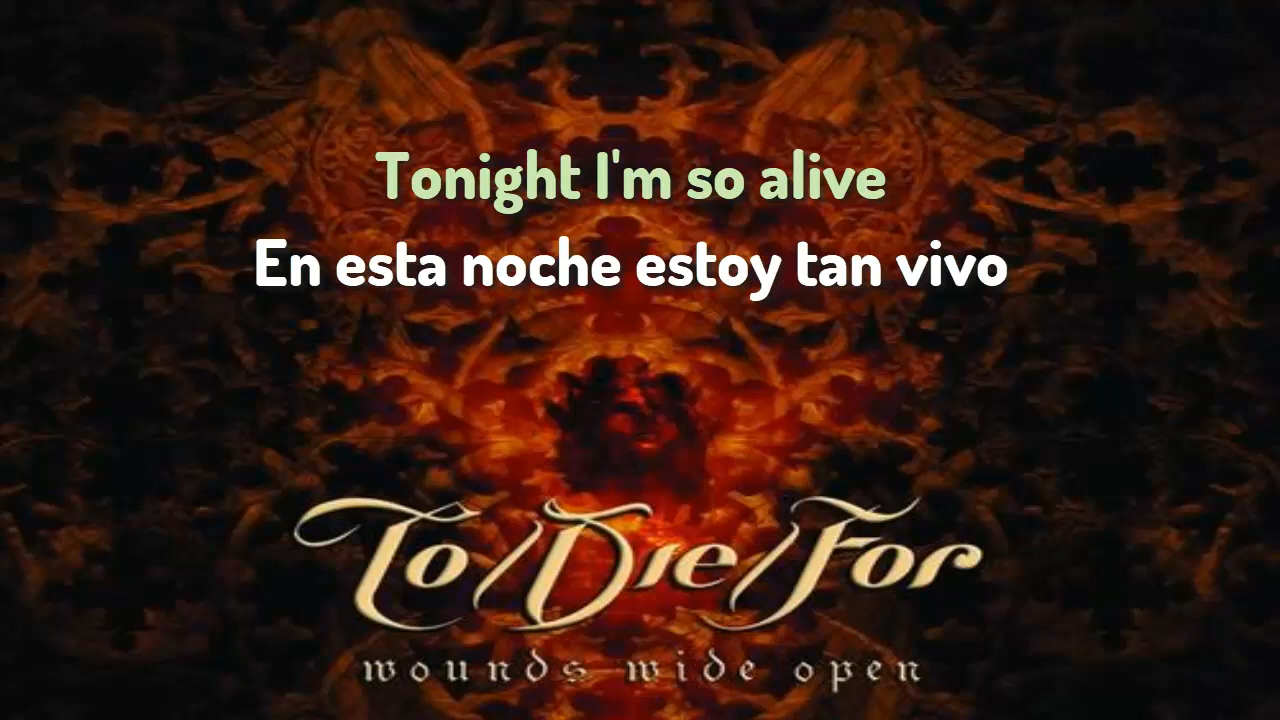 Tonight I'm so alive
En esta noche estoy tan vivo
To/Die/For
wounds wide open